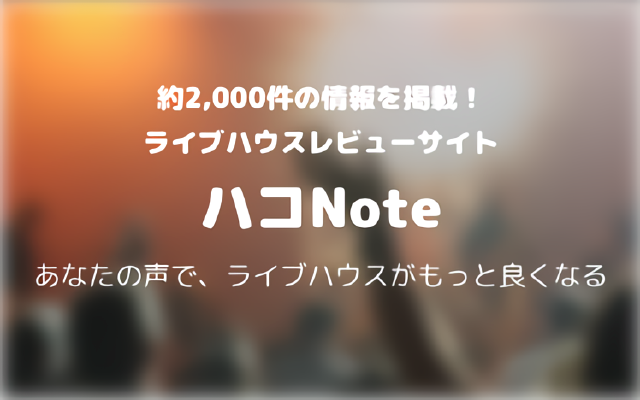 約2,000件の情報を掲載！
ライブハウスレビューサイト
ハコNote
あなたの声で、ライブハウスがもっと良くなる